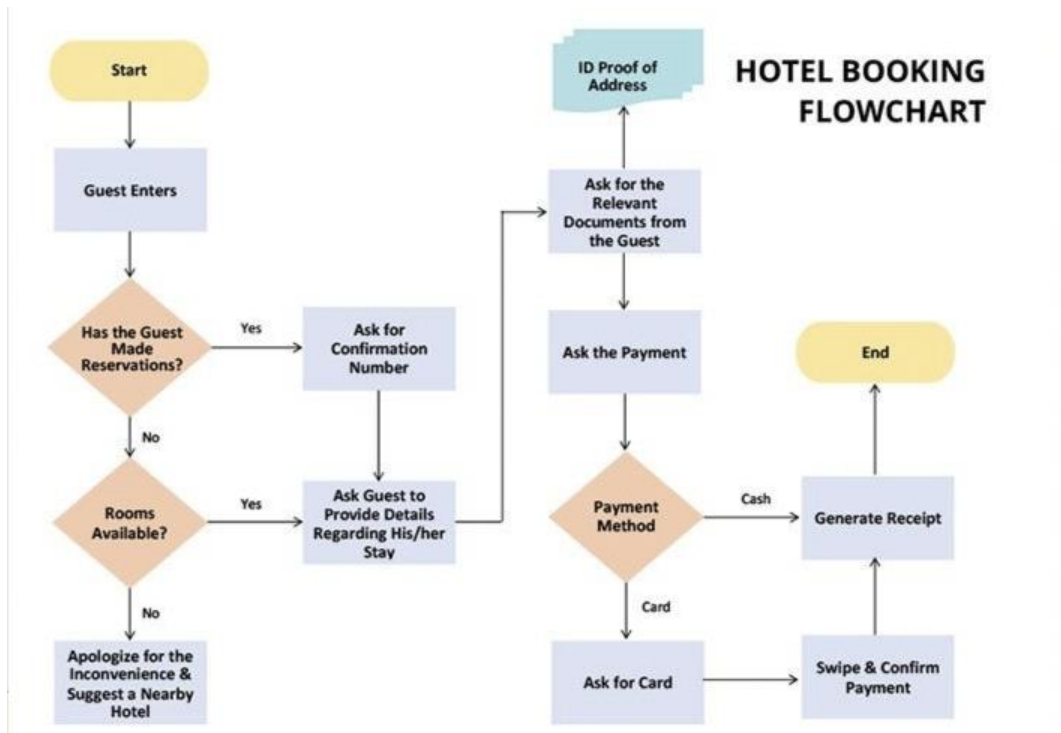 HOTEL BOOKING
FLOWCHART
Start
Guest Enters
Has the Guest
Made
Reservations?
Yes
Ask for
Confirmation
Number
No
Rooms
Available?
Yes
Ask Guest to
Provide Details
Regarding His/her
Stay
No
Apologize for the
Inconvenience &
Suggest a Nearby
Hotel
ID Proof of
Address
Ask for the
Relevant
Documents from
the Guest
Ask the Payment
Payment
Method
Cash
Generate Receipt
Card
Ask for Card
Swipe & Confirm
Payment
End